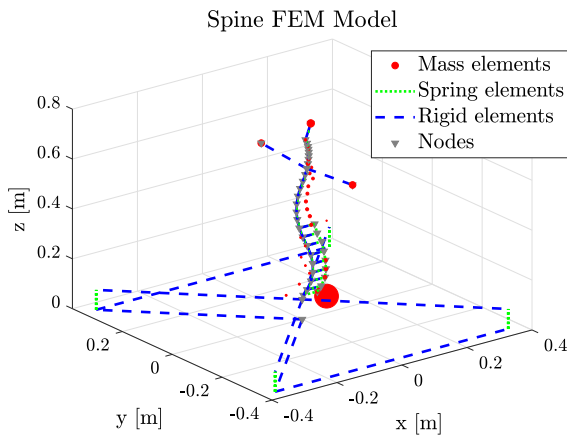 Spine FEM Model
Mass elements
Spring elements
Rigid elements
Nodes
0.8
0.6
0.4
0.2
0
z [m]
0.2
0
-0.2
-0.4
y [m]
-0.4
-0.2
0
0.2
0.4
x [m]